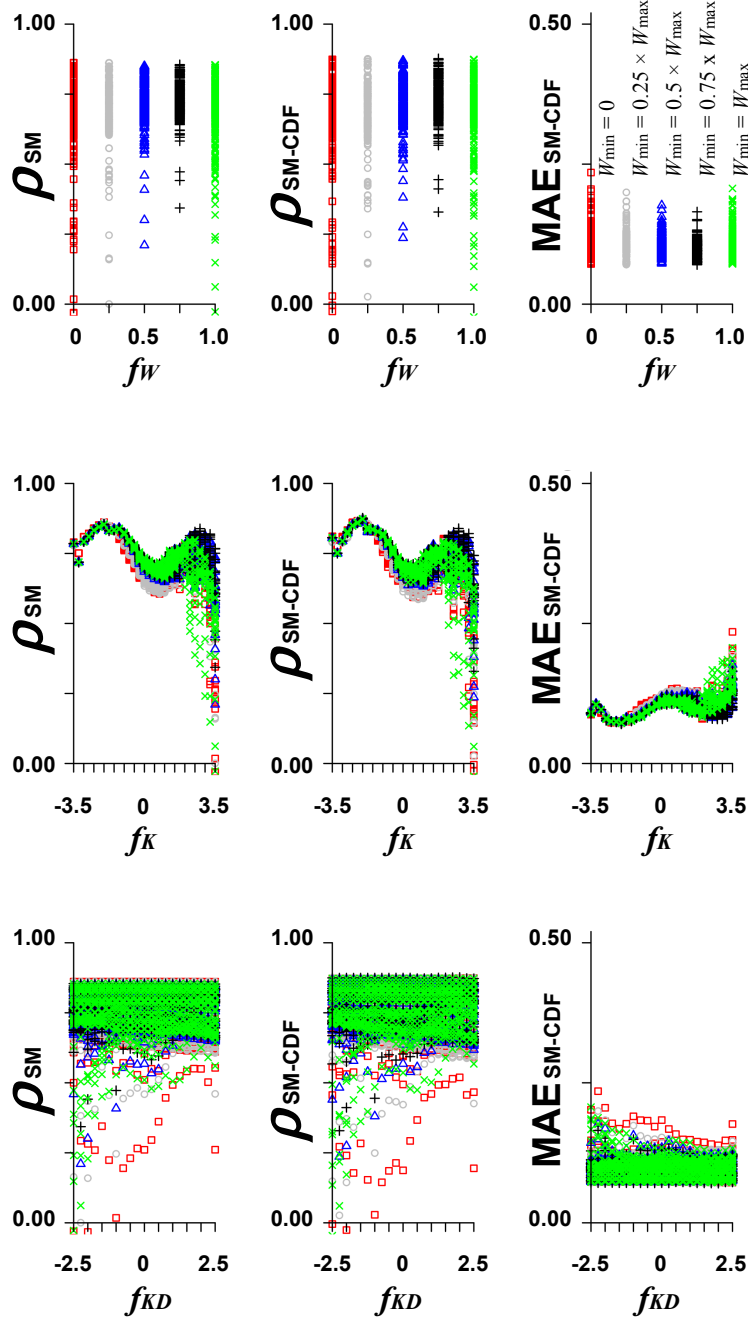 1.00
ρSM
0.00
0 0.5 1.0
fW
1.00
ρSM-CDF
0.00
0 0.5 1.0
fW
0.50
MAE SM-CDF
0.00
Wmin = 0
Wmin = 0.25 × Wmax
Wmin = 0.5 × Wmax
Wmin = 0.75 x Wmax
Wmin = Wmax
0 0.5 1.0
fW
1.00
ρSM
0.00
-3.5 0 3.5
fK
1.00
ρSM-CDF
0.00
-3.5 0 3.5
fK
0.50
MAE SM-CDF
0.00
-3.5 0 3.5
fK
1.00
ρSM
0.00
-2.5 0 2.5
fKD
1.00
ρSM-CDF
0.00
-2.5 0 2.5
fKD
0.50
MAE SM-CDF
0.00
-2.5 0 2.5
fKD